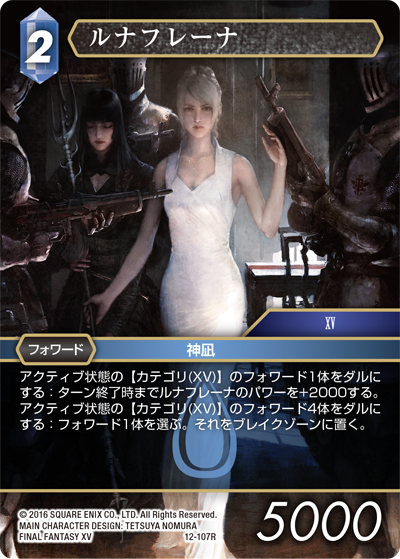 2
ルナフレーナ
XV
フォワード
神凪
アクティブ状態の【カテゴリ(XV)】のフォワード1体をダルに
する：ターン終了時までルナフレーナのパワーを+2000する。
アクティブ状態の【カテゴリ(XV)】のフォワード4体をダルに
する：フォワード1体を選ぶ。それをブレイクゾーンに置く。
© 2016 SQUARE ENIX CO., LTD. All Rights Reserved.
MAIN CHARACTER DESIGN: TETSUYA NOMURA
FINAL FANTASY XV
12-107R
5000